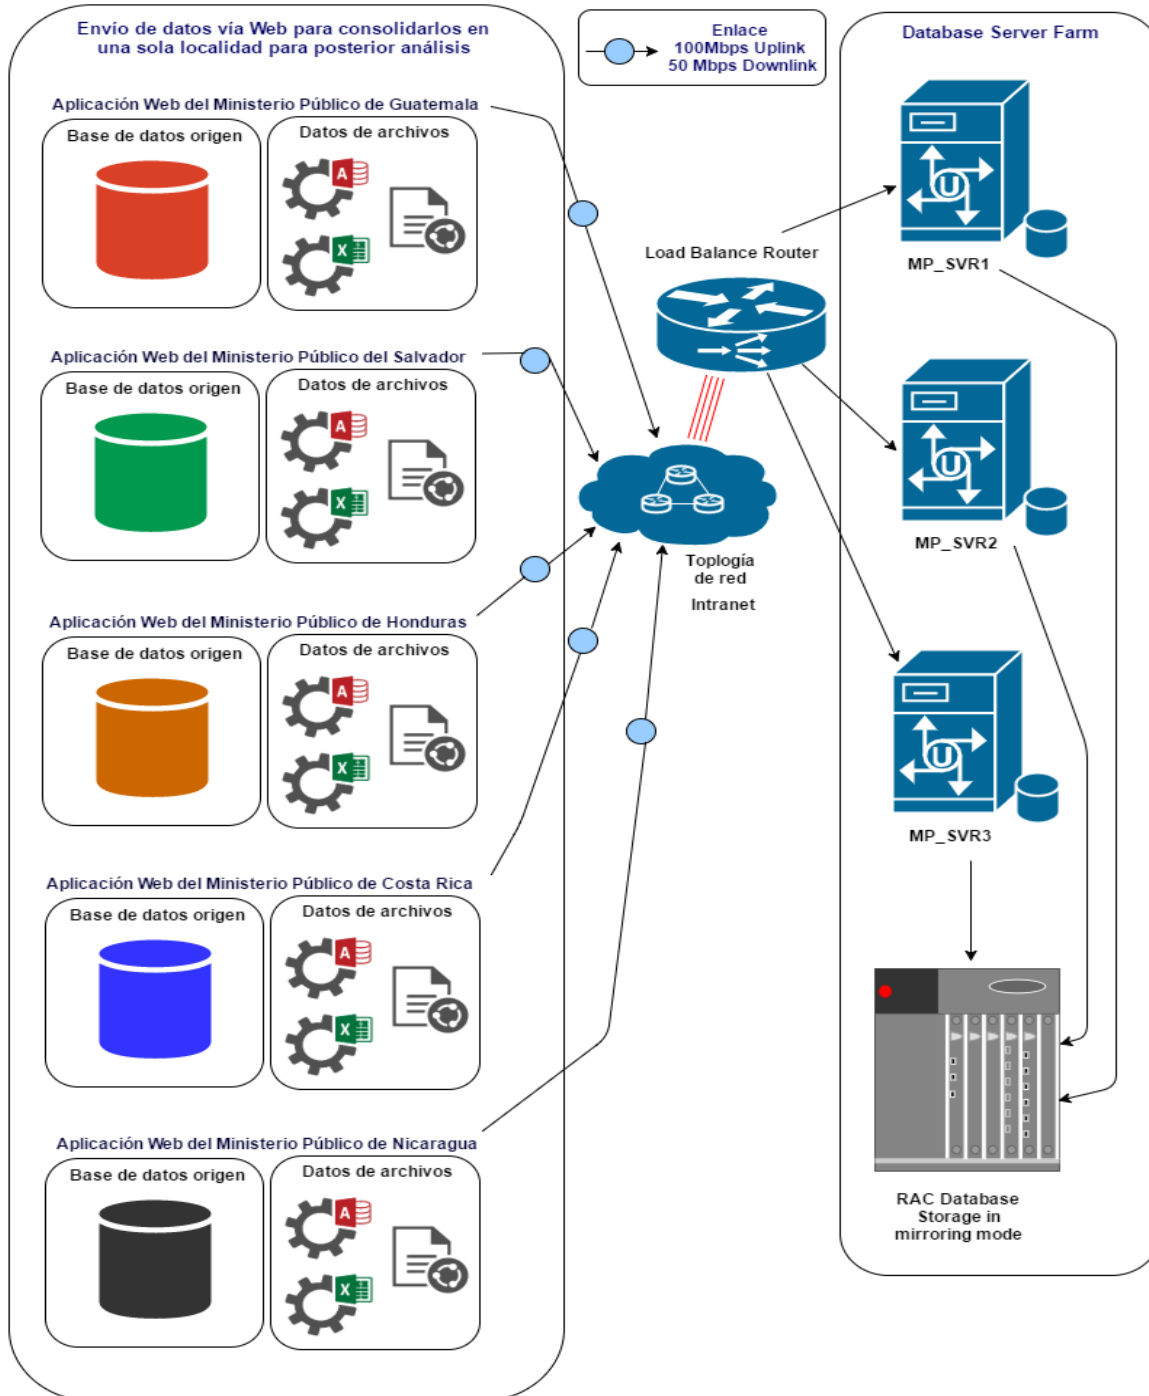 Envío de datos vía Web para consolidarlos en
una sola localidad para posterior análisis
Enlace
100Mbps Uplink
50 Mbps Downlink
Database Server Farm
Aplicación Web del Ministerio Público de Guatemala
Base de datos origen
Datos de archivos
A
X
Load Balance Router
U
MP_SVR1
Aplicación Web del Ministerio Público del Salvador
Base de datos origen
Datos de archivos
A
X
U
MP_SVR2
Toplogía
de red
Intranet
Aplicación Web del Ministerio Público de Honduras
Base de datos origen
Datos de archivos
A
X
U
MP_SVR3
Aplicación Web del Ministerio Público de Costa Rica
Base de datos origen
Datos de archivos
A
X
Aplicación Web del Ministerio Público de Nicaragua
Base de datos origen
Datos de archivos
A
X
RAC Database
Storage in
mirroring mode